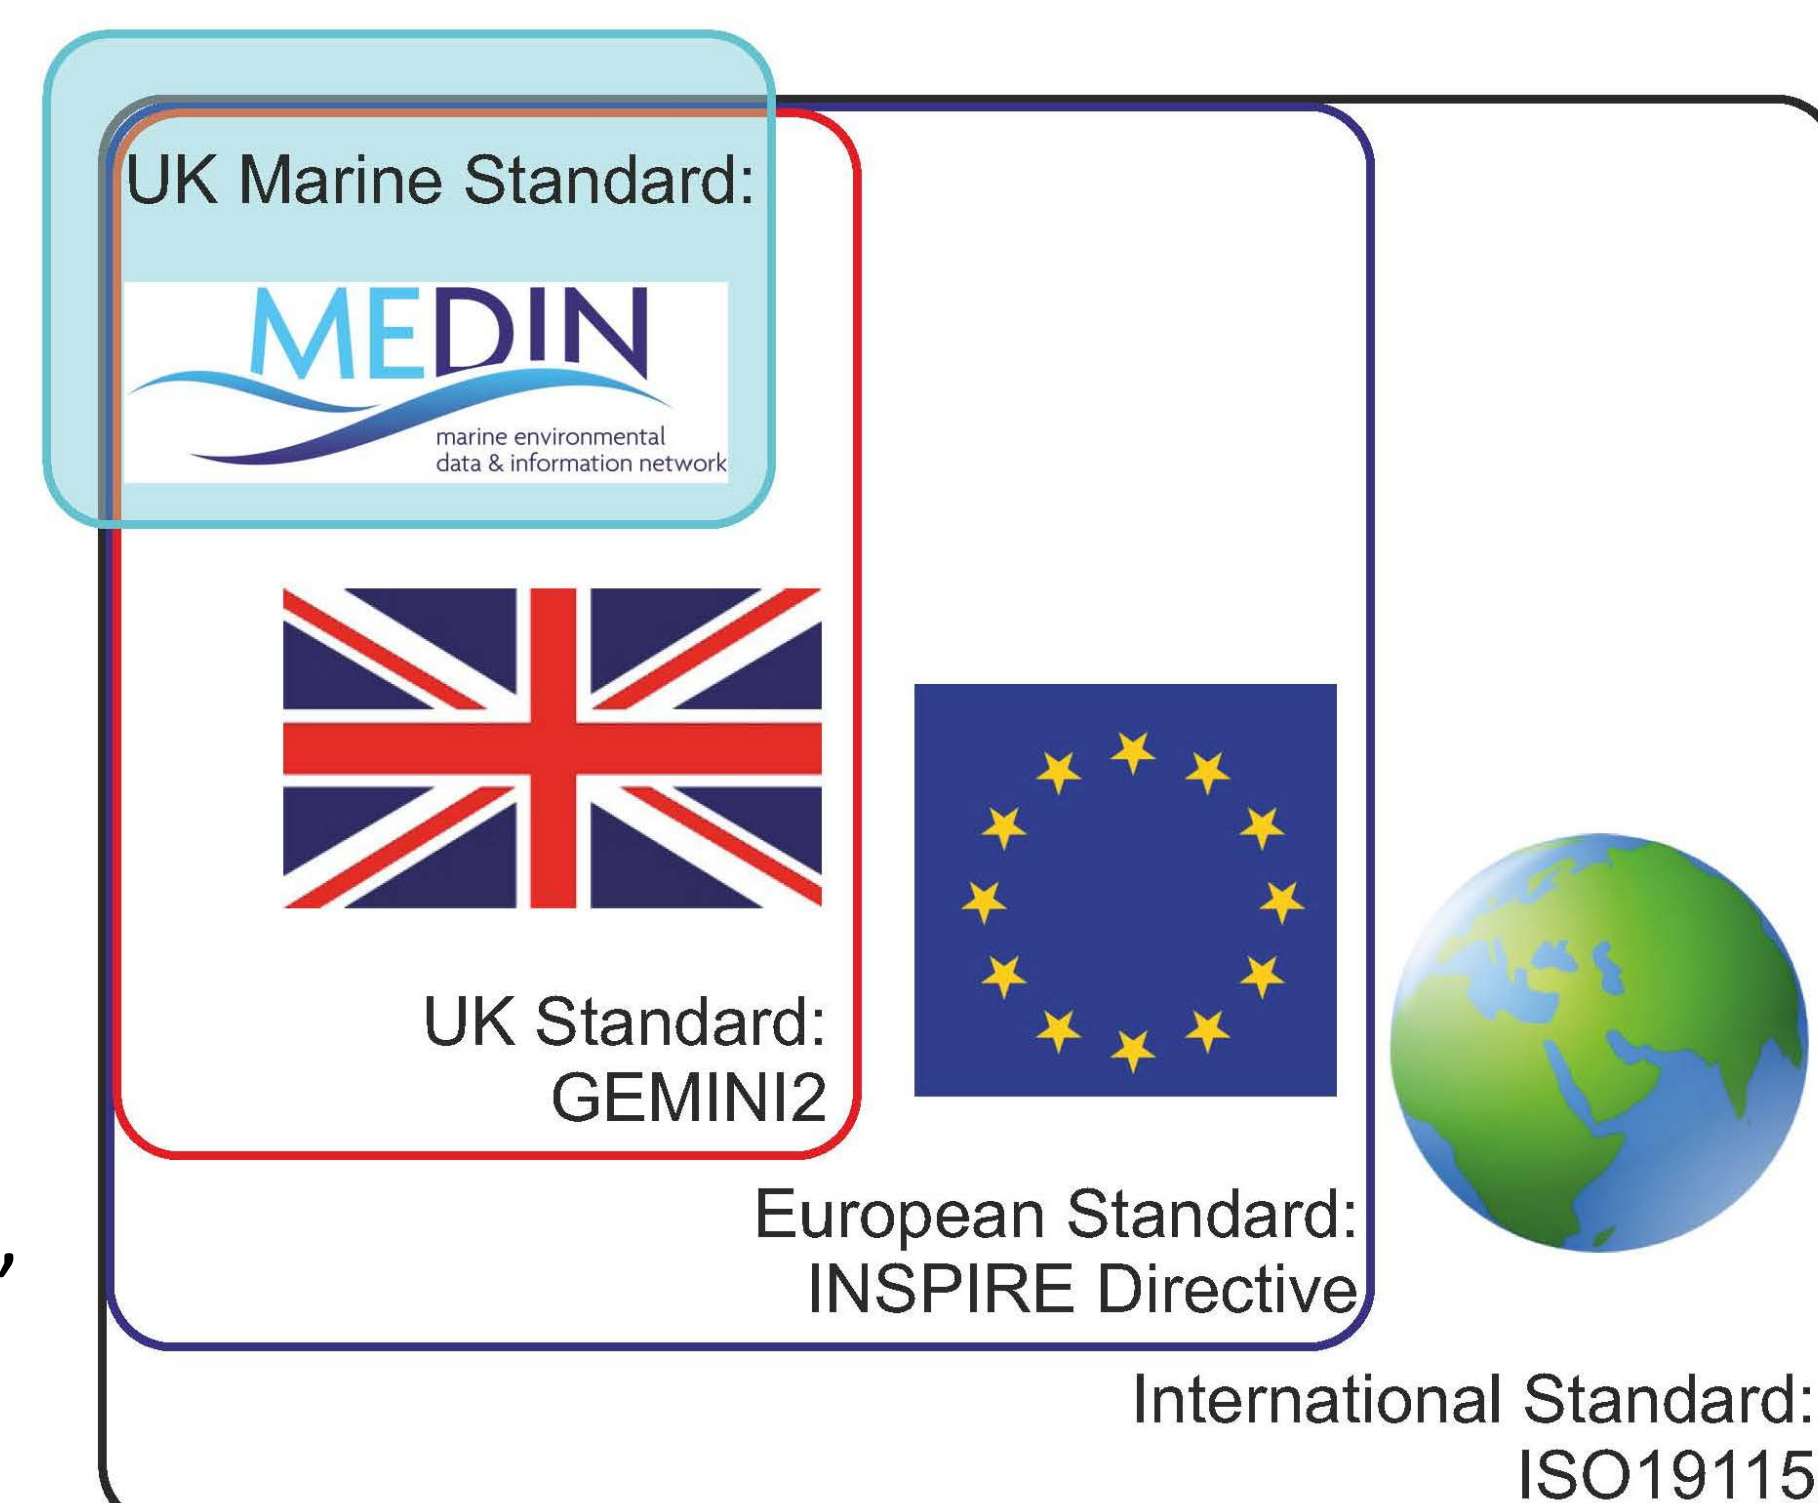 UK Marine Standard:
MEDIN
marine environmental
data & information network
UK Standard:
GEMINI2
European Standard:
INSPIRE Directive
,
International Standard:
ISO19115